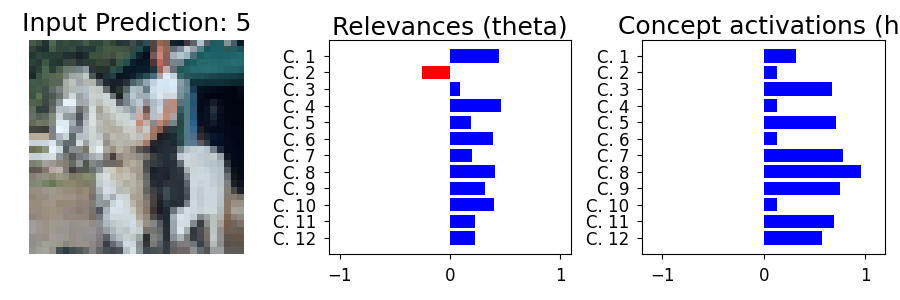 Input Prediction: 5
Relevances (theta)
C. 1
C. 2
C. 3
C. 4
C. 5
C. 6
C. 7
C. 8
C. 9
C. 10
C. 11
C. 12
−1 0 1
Concept activations (h
C. 1
C. 2
C. 3
C. 4
C. 5
C. 6
C. 7
C. 8
C. 9
C. 10
C. 11
C. 12
−1 0 1